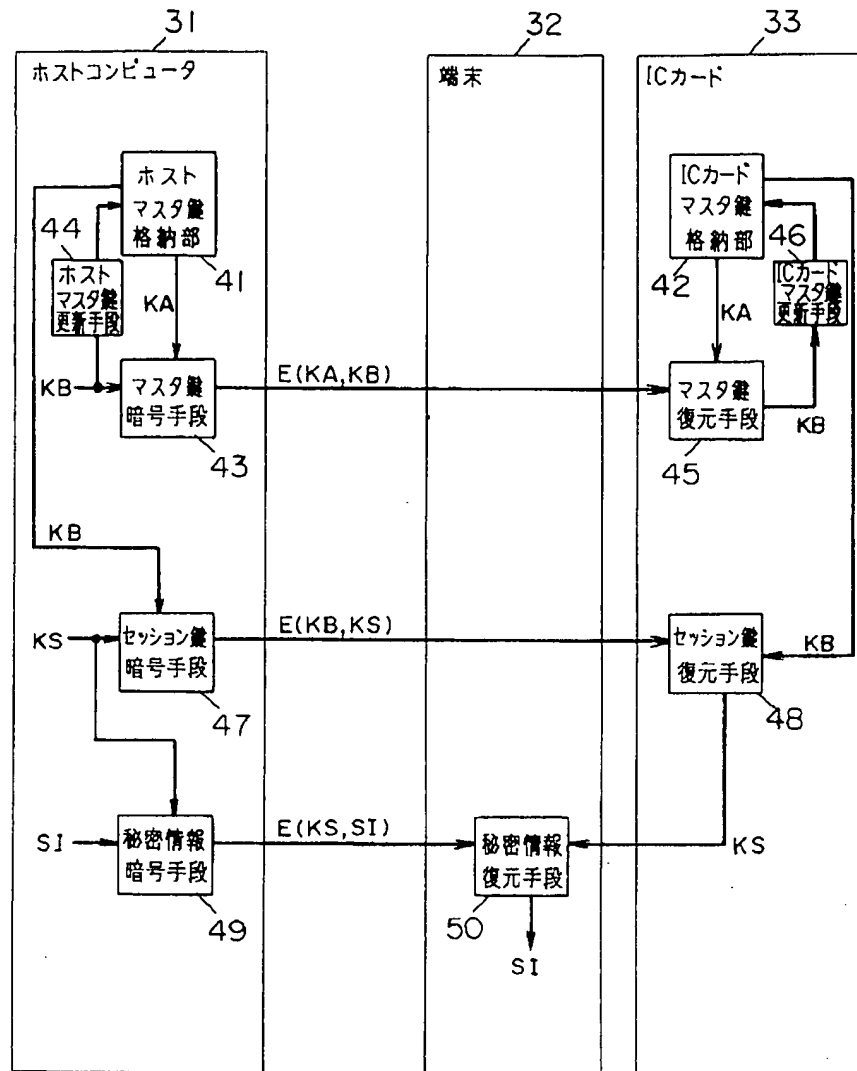 31
32
33
ホストコンピュータ
端末
ICカード
ホスト
マスタ鍵
格納部
41
44
ホスト
マスタ鍵
更新手段
KA
KB
マスタ鍵
暗号手段
43
E(KA,KB)
ICカード
マスタ鍵
格納部
42
46
ICカード
マスタ鍵
更新手段
KA
マスタ鍵
復元手段
45
KB
KB
KS
セッション鍵
暗号手段
47
E(KB,KS)
セッション鍵
復元手段
48
KB
SI
秘密情報
暗号手段
49
E(KS,SI)
秘密情報
復元手段
50
KS
SI